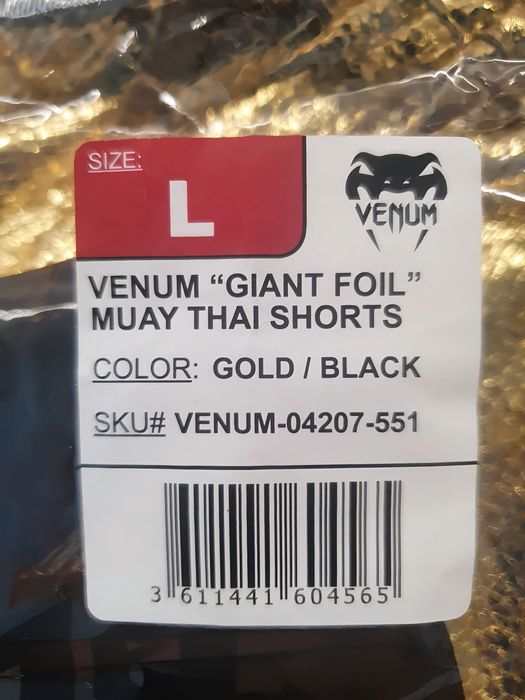 SIZE:
L
VENUM
VENUM “GIANT FOIL”
MUAY THAI SHORTS
COLOR: GOLD / BLACK
SKU# VENUM-04207-551
3 611441 604565